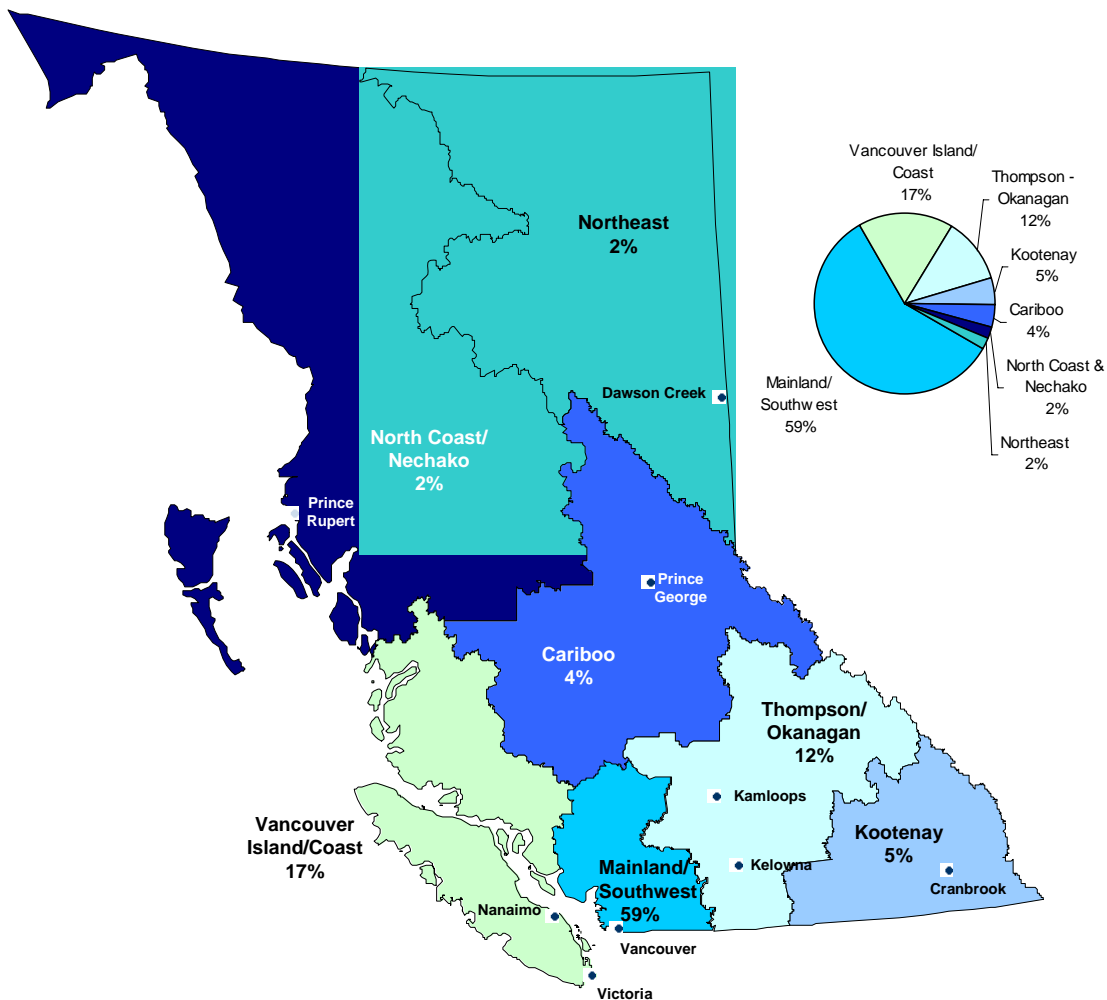 Vancouver Island/
Coast
17%
Thompson -
Okanagan
12%
Kootenay
5%
Cariboo
4%
North Coast &
Nechako
2%
Northeast
2%
Mainland/
Southwest
59%
Northeast
2%
Dawson Creek
North Coast/
Nechako
2%
Prince
Rupert
Prince
George
Cariboo
4%
Thompson/
Okanagan
12%
Kamloops
Vancouver
Island/Coast
17%
Kootenay
5%
Mainland/
Southwest
59%
Kelowna
Cranbrook
Nanaimo
Vancouver
Victoria